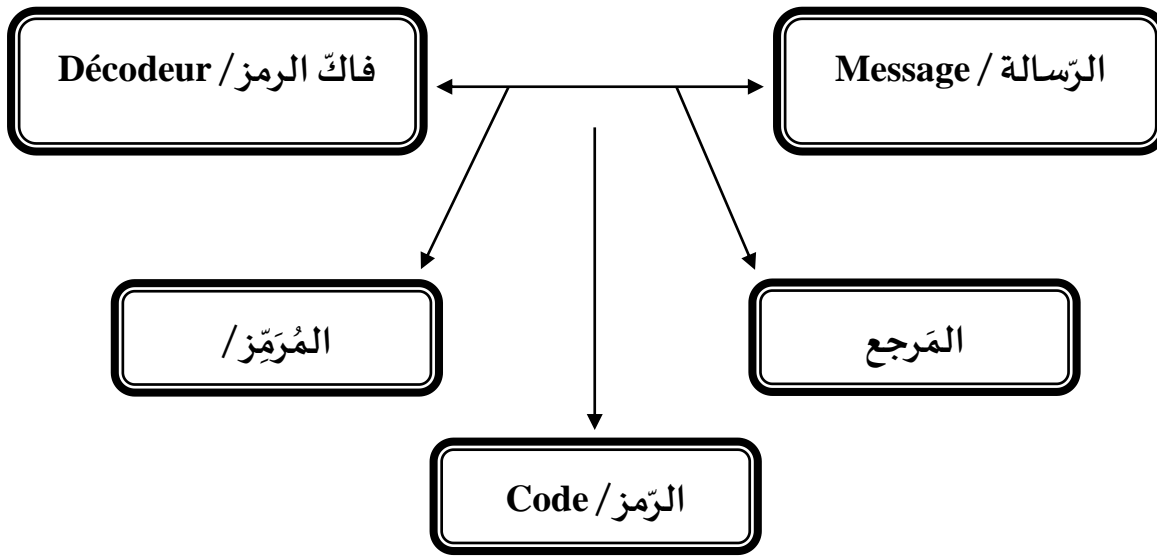 الرّسالة / Message
فاكّ الرمز / Décodeur
المَرجع
المُرَمِّز /
الرّمز / Code